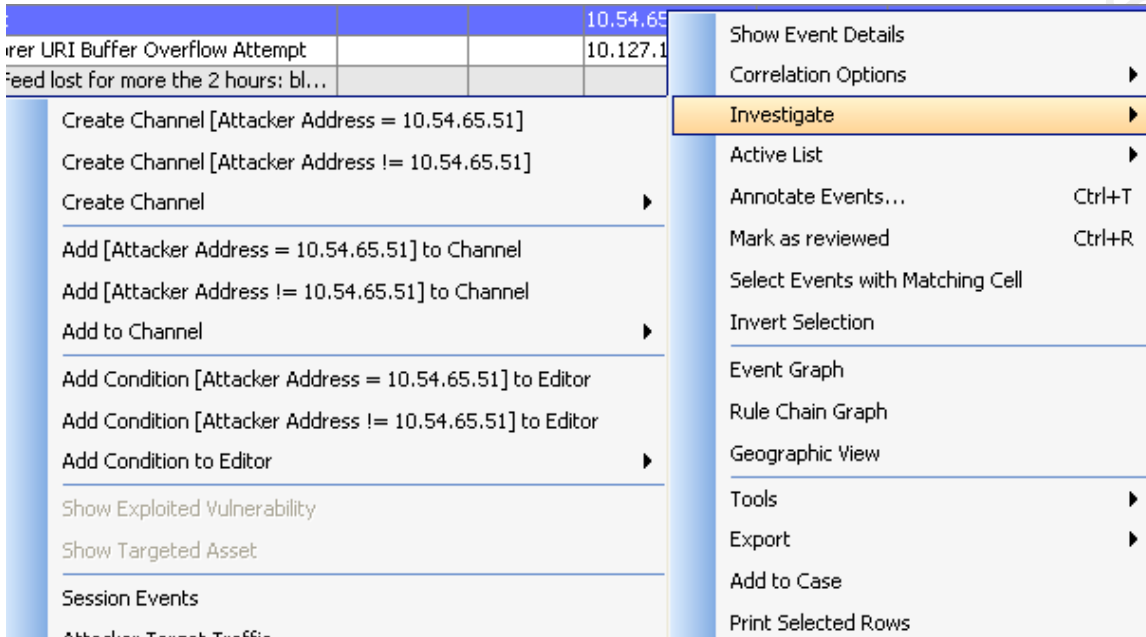 10.54.65
orer URI Buffer Overflow Attempt 10.127.1
Feed lost for more the 2 hours: bl...
Create Channel [Attacker Address = 10.54.65.51]
Create Channel [Attacker Address != 10.54.65.51]
Create Channel
Add [Attacker Address = 10.54.65.51] to Channel
Add [Attacker Address != 10.54.65.51] to Channel
Add to Channel
Add Condition [Attacker Address = 10.54.65.51] to Editor
Add Condition [Attacker Address != 10.54.65.51] to Editor
Add Condition to Editor
Show Exploited Vulnerability
Show Targeted Asset
Session Events
Attacker Target Traffic
Show Event Details
Correlation Options
Investigate
Active List
Annotate Events... Ctrl+T
Mark as reviewed Ctrl+R
Select Events with Matching Cell
Invert Selection
Event Graph
Rule Chain Graph
Geographic View
Tools
Export
Add to Case
Print Selected Rows